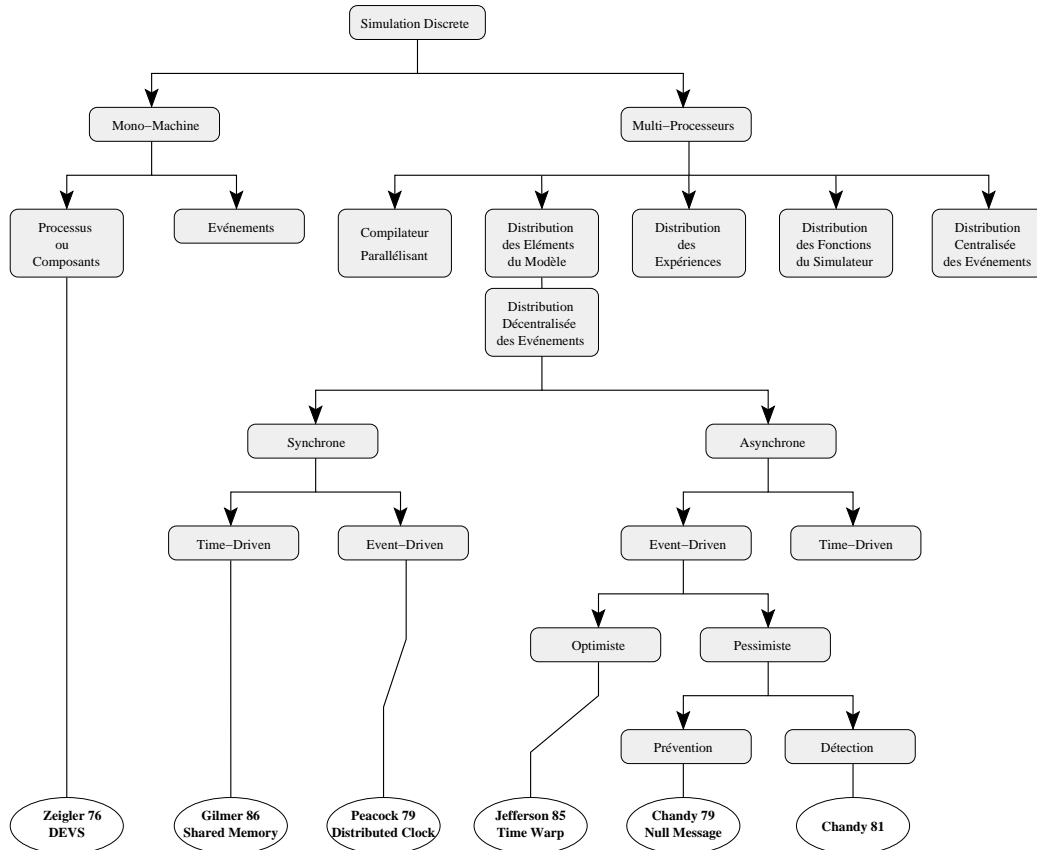 Simulation Discrete
Mono−Machine
Multi−Processeurs
Processus
ou
Composants
Evénements
Compilateur
Parallélisant
Distribution
des Eléments
du Modèle
Distribution
des
Expériences
Distribution
des Fonctions
du Simulateur
Distribution
Centralisée
des Evénements
Distribution
Décentralisée
des Evénements
Synchrone
Asynchrone
Time−Driven
Event−Driven
Event−Driven
Time−Driven
Optimiste
Pessimiste
Prévention
Détection
Zeigler 76
DEVS
Gilmer 86
Shared Memory
Peacock 79
Distributed Clock
Jefferson 85
Time Warp
Chandy 79
Null Message
Chandy 81